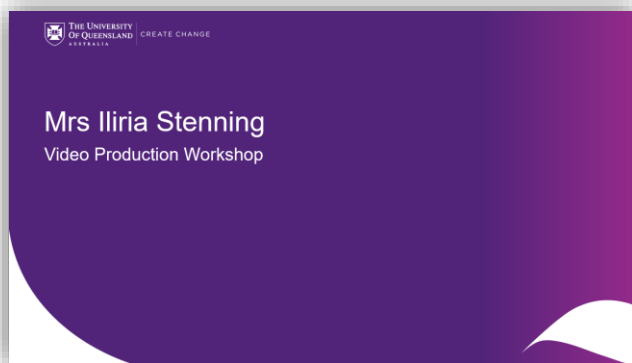 THE UNIVERSITY
OF QUEENSLAND
AUSTRALIA
CREATE CHANGE
Mrs Iliria Stenning
Video Production Workshop